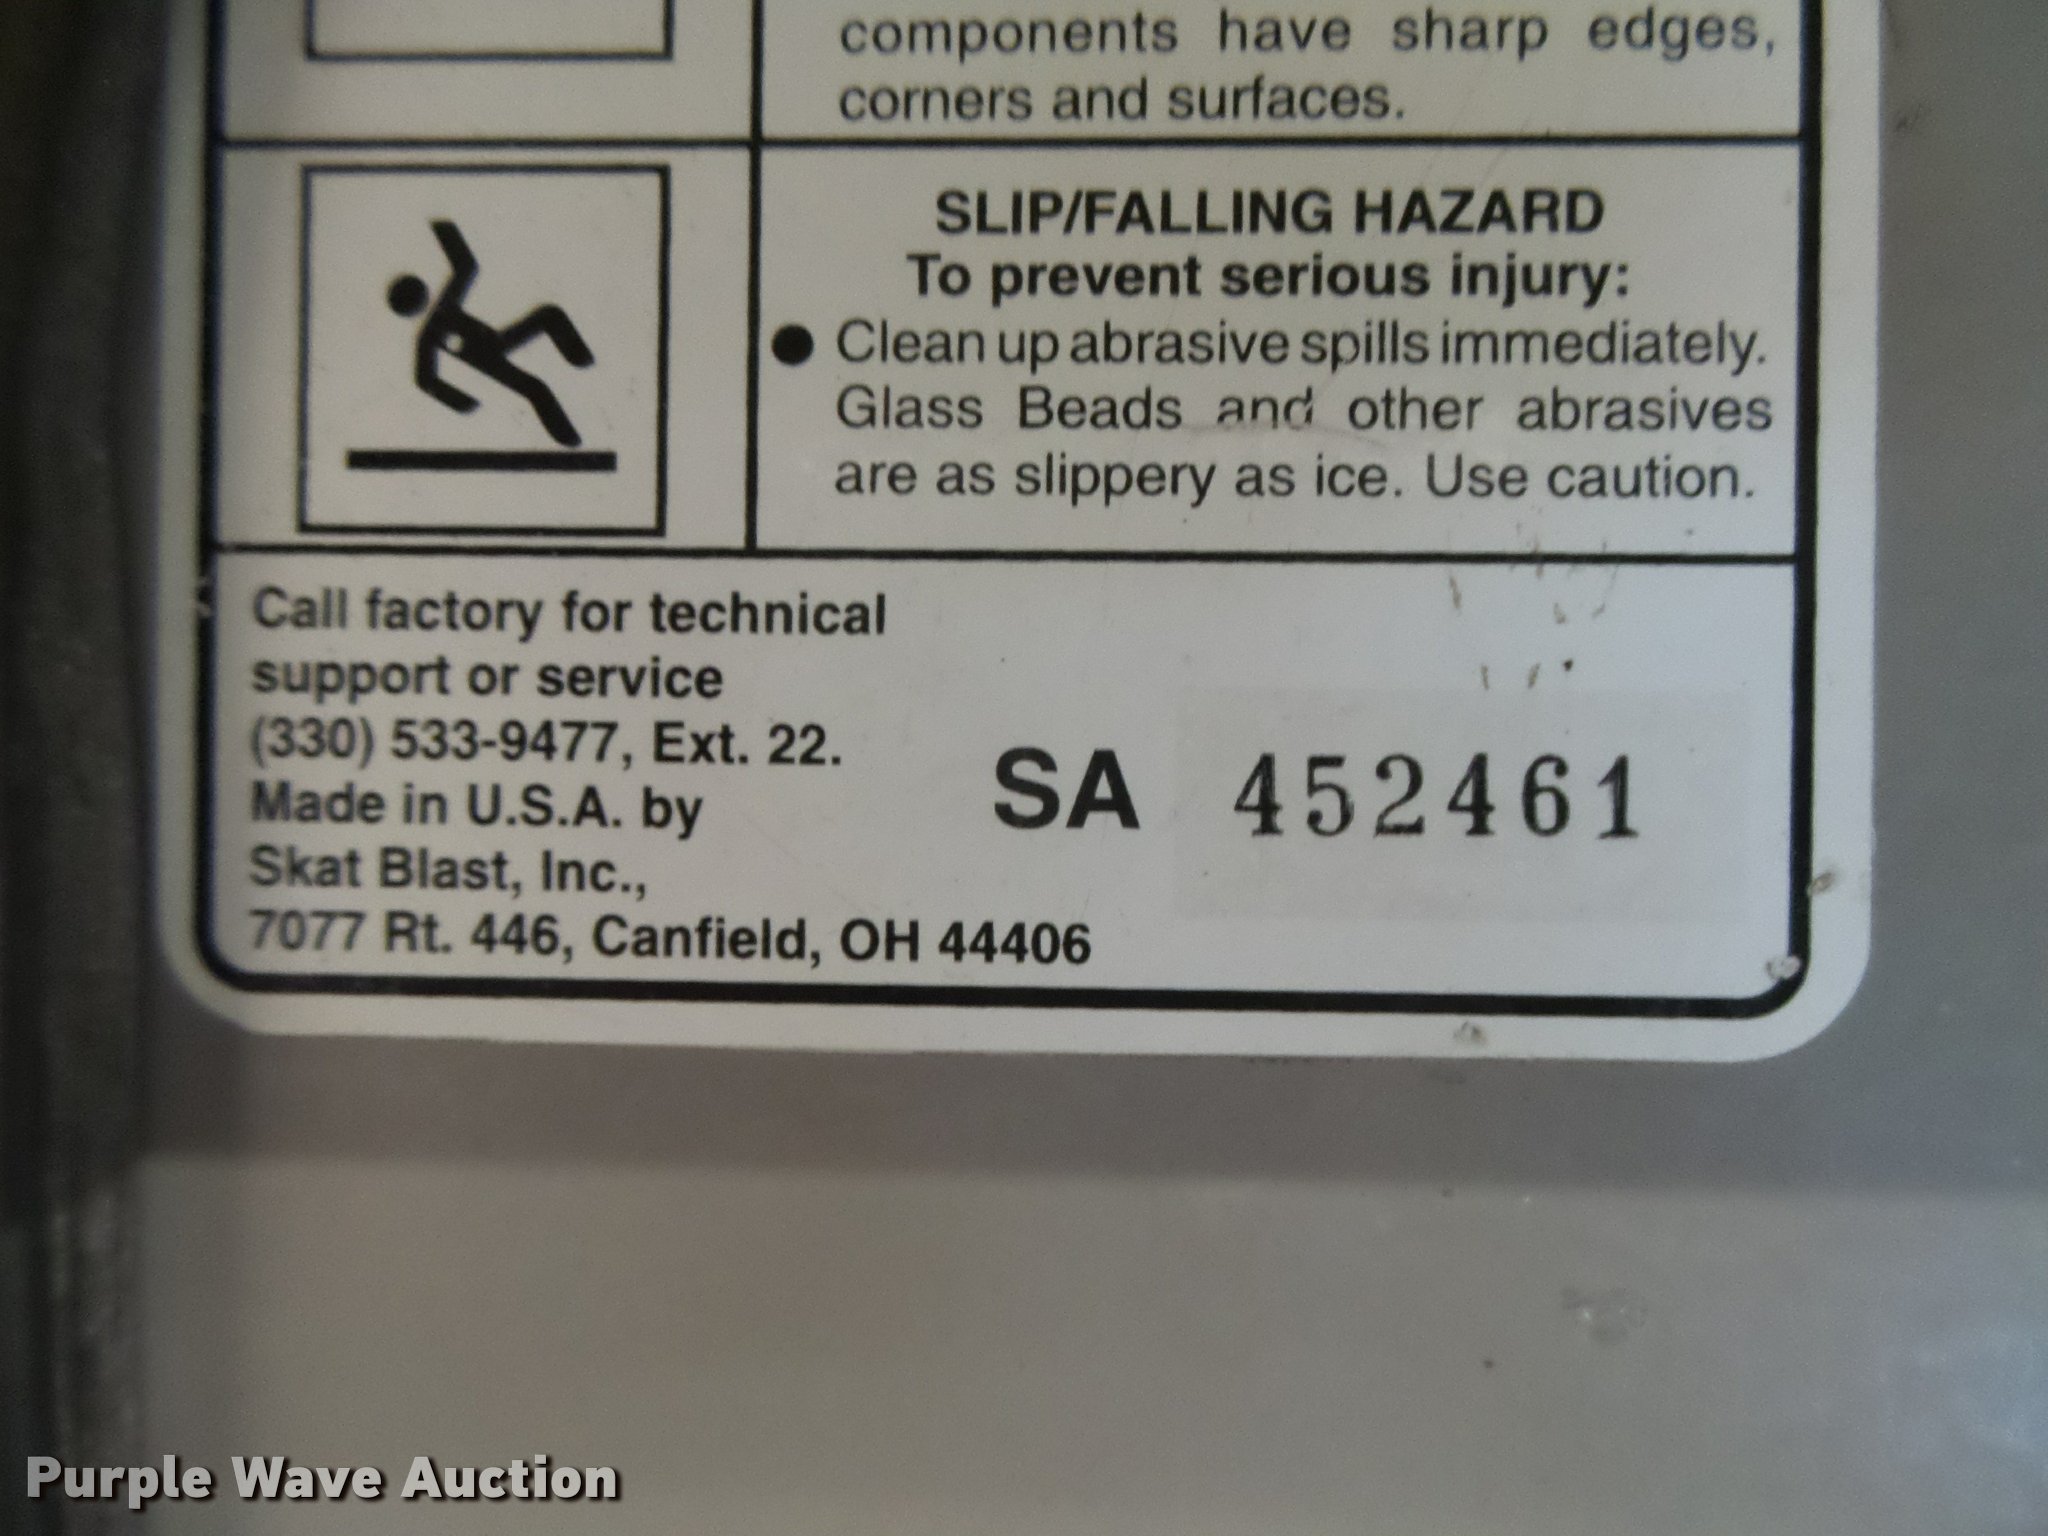 components have sharp edges,
corners and surfaces.
SLIP/FALLING HAZARD
To prevent serious injury:
● Clean up abrasive spills immediately.
Glass Beads and other abrasives
are as slippery as ice. Use caution.
Call factory for technical
support or service
(330) 533-9477, Ext. 22.
Made in U.S.A. by
Skat Blast, Inc.,
7077 Rt. 446, Canfield, OH 44406
SA 452461
Purple Wave Auction